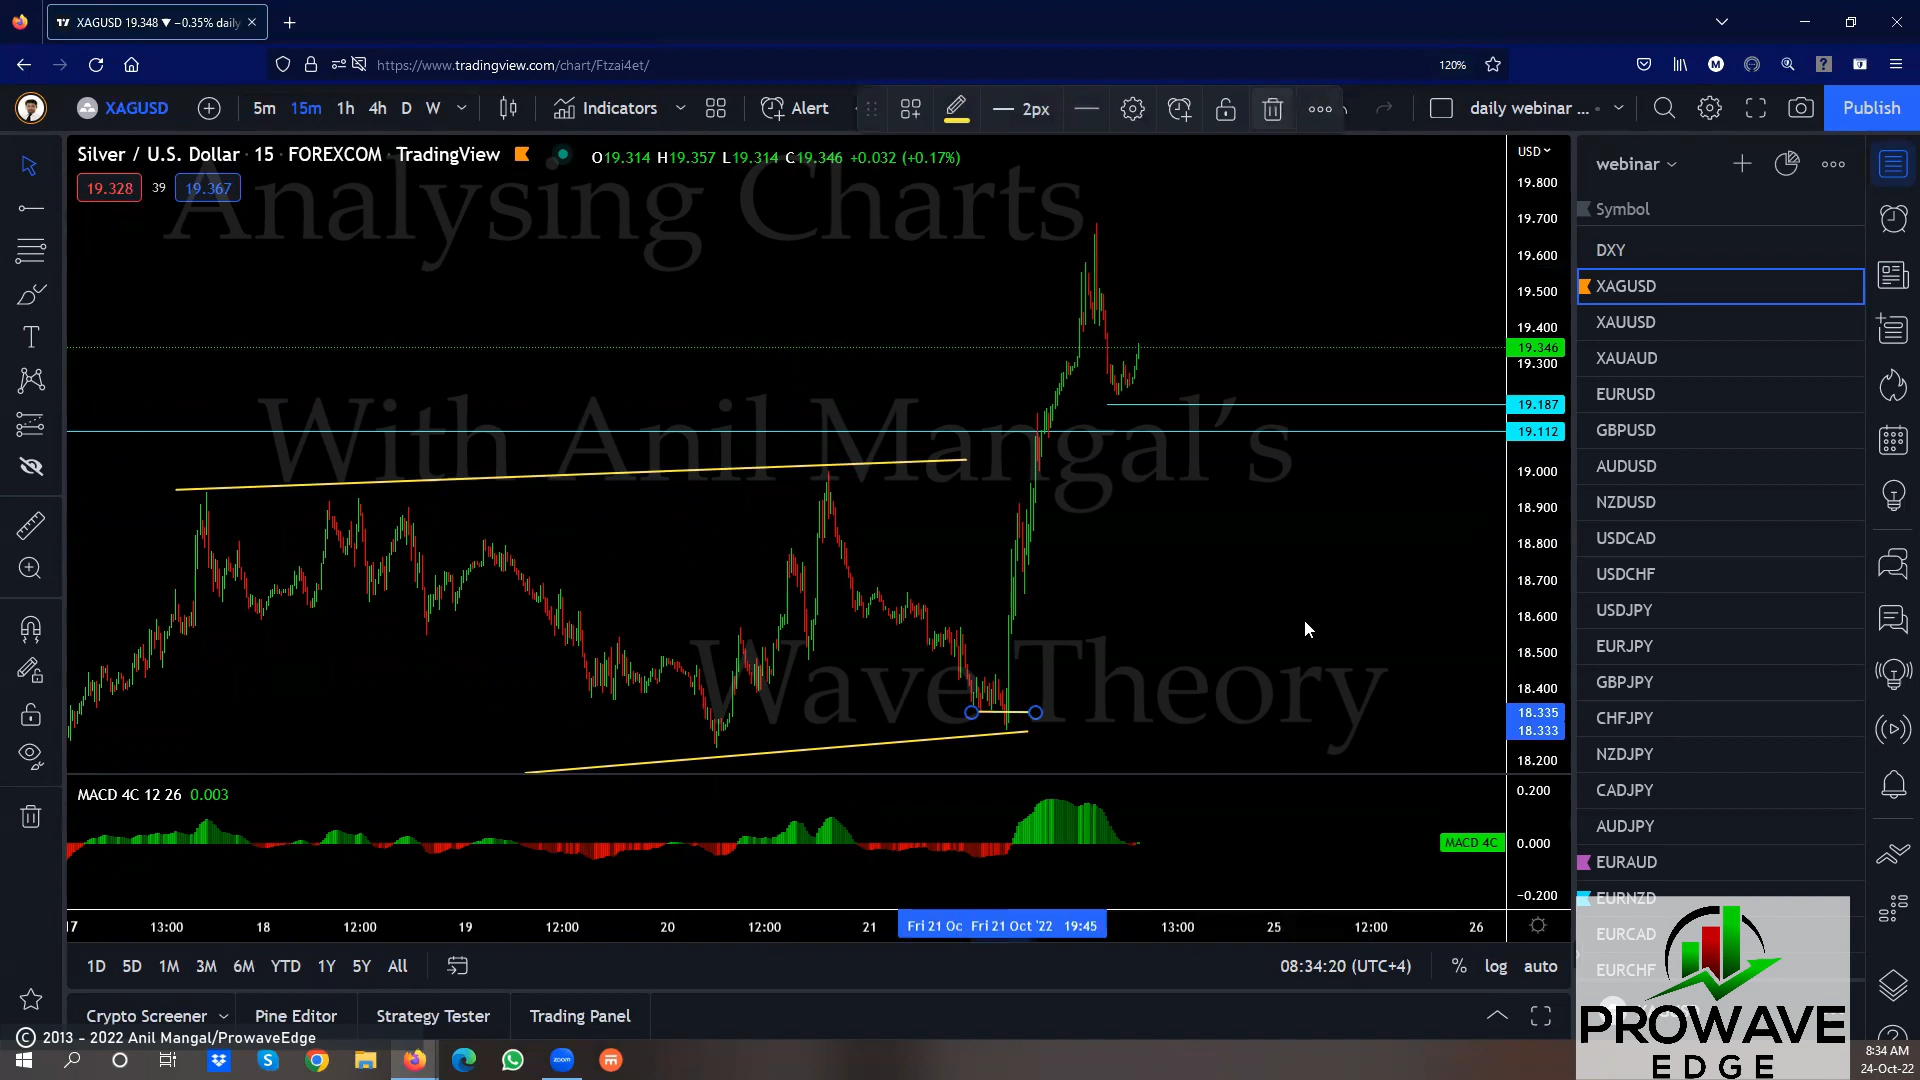 XAGUSD 19.348 ▼ −0.35% daily
https://www.tradingview.com/chart/Ftzai4et/
120%
XAGUSD
5m 15m 1h 4h D W
Indicators
Alert
2px
daily webinar ...
Publish
Silver / U.S. Dollar · 15 · FOREXCOM · TradingView
O19.314 H19.357 L19.314 C19.346 +0.032 (+0.17%)
19.328 39 19.367
Analysing Charts
With Anil Mangal's
Wave Theory
USD
19.800
19.700
19.600
19.500
19.400
19.346
19.300
19.187
19.112
19.000
18.900
18.800
18.700
18.600
18.500
18.400
18.335
18.333
18.200
MACD 4C 12 26 0.003
0.200
MACD 4C 0.000
−0.200
17 13:00 18 12:00 19 12:00 20 12:00 21 Fri 21 Oc Fri 21 Oct '22 19:45 13:00 25 12:00 26
1D 5D 1M 3M 6M YTD 1Y 5Y All
08:34:20 (UTC+4) % log auto
Crypto Screener Pine Editor Strategy Tester Trading Panel
© 2013 - 2022 Anil Mangal/ProwaveEdge
webinar
Symbol
DXY
XAGUSD
XAUUSD
XAUAUD
EURUSD
GBPUSD
AUDUSD
NZDUSD
USDCAD
USDCHF
USDJPY
EURJPY
GBPJPY
CHFJPY
NZDJPY
CADJPY
AUDJPY
EURAUD
EURNZD
EURCAD
EURCHF
PROWAVE
EDGE
zoom
8:34 AM
24-Oct-22